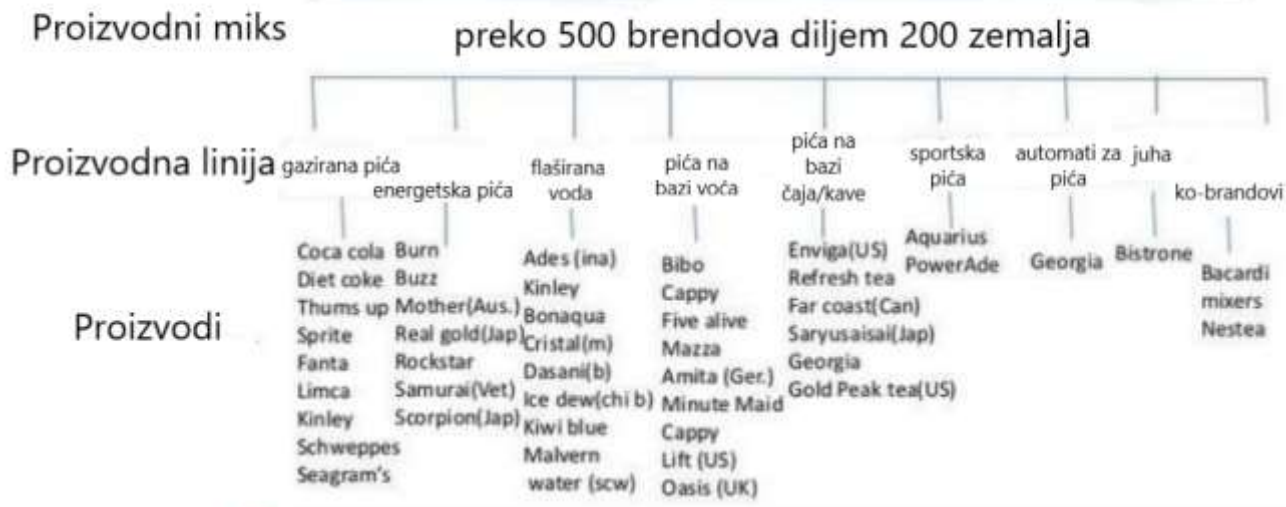 Proizvodni miks
preko 500 brendova diljem 200 zemalja
Proizvodna linija
gazirana pića
energetska pića
flaširana
voda
pića na
bazi voća
pića na
bazi
čaja/kave
sportska
pića
automati za
pića
juha
ko-brandovi
Proizvodi
Coca cola
Diet coke
Thums up
Sprite
Fanta
Limca
Kinley
Schweppes
Seagram's
Burn
Buzz
Mother(Aus.)
Real gold(Jap)
Rockstar
Samurai(Vet)
Scorpion(Jap)
Ades (ina)
Kinley
Bonaqua
Cristal(m)
Dasani(b)
Ice dew(chi b)
Kiwi blue
Malvern
water (scw)
Bibo
Cappy
Five alive
Mazza
Amita (Ger.)
Minute Maid
Cappy
Lift (US)
Oasis (UK)
Enviga(US)
Refresh tea
Far coast(Can)
Saryusaisai(Jap)
Georgia
Gold Peak tea(US)
Aquarius
PowerAde
Georgia
Bistrone
Bacardi
mixers
Nestea